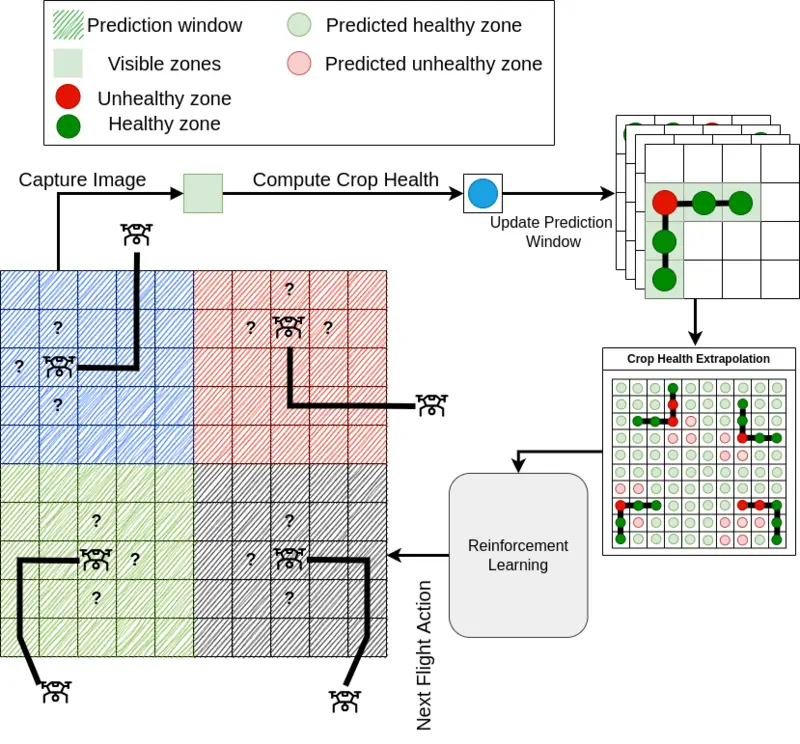 Prediction window
Predicted healthy zone
Visible zones
Predicted unhealthy zone
Unhealthy zone
Healthy zone
Capture Image
Compute Crop Health
Update Prediction
Window
?
?
?
?
?
?
?
Crop Health Extrapolation
?
?
?
?
?
?
Reinforcement
Learning
Next Flight Action